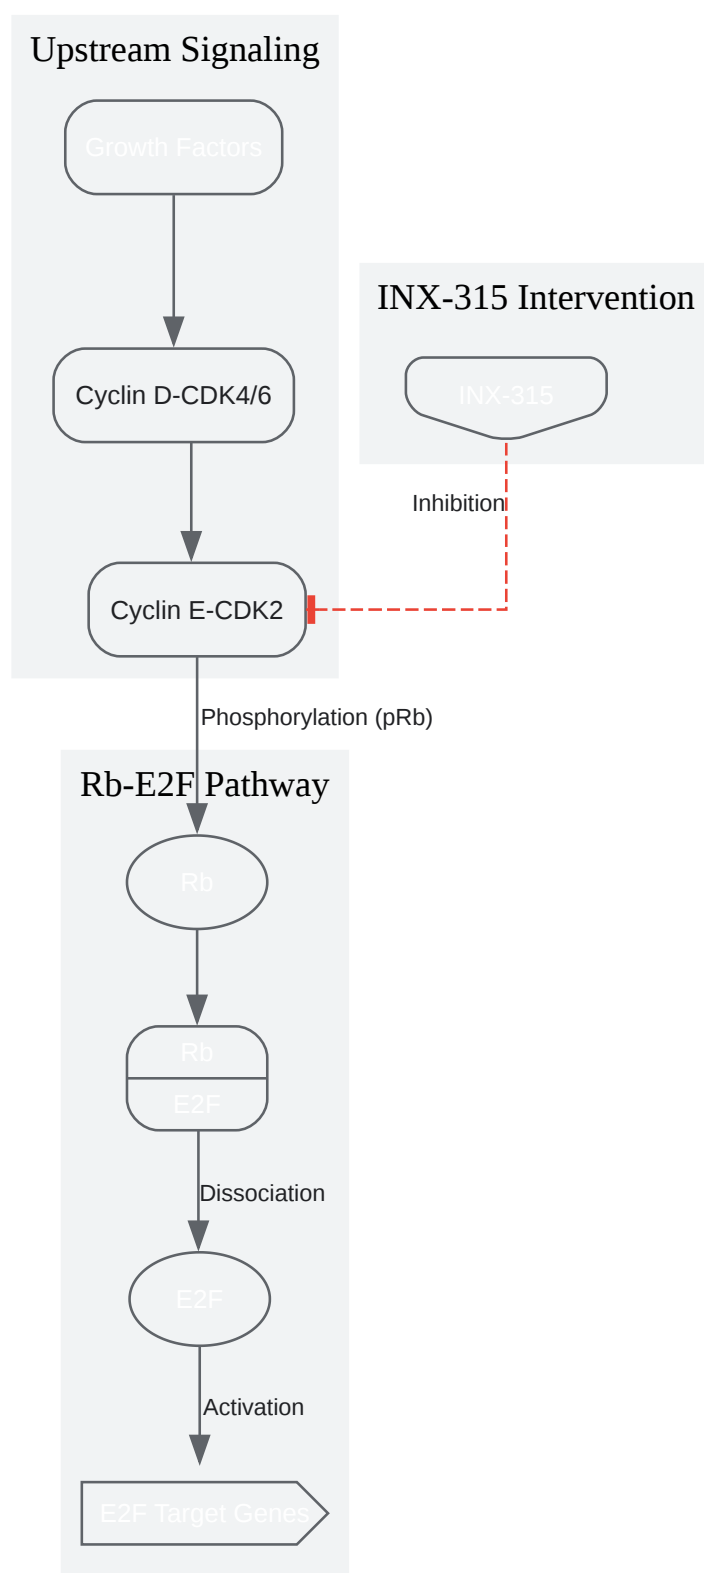 Upstream Signaling
Growth Factors
INX-315 Intervention
Cyclin D-CDK4/6
INX-315
Inhibition
Cyclin E-CDK2
Phosphorylation (pRb)
Rb-E2F Pathway
Rb
Rb
E2F
Dissociation
E2F
Activation
E2F Target Genes